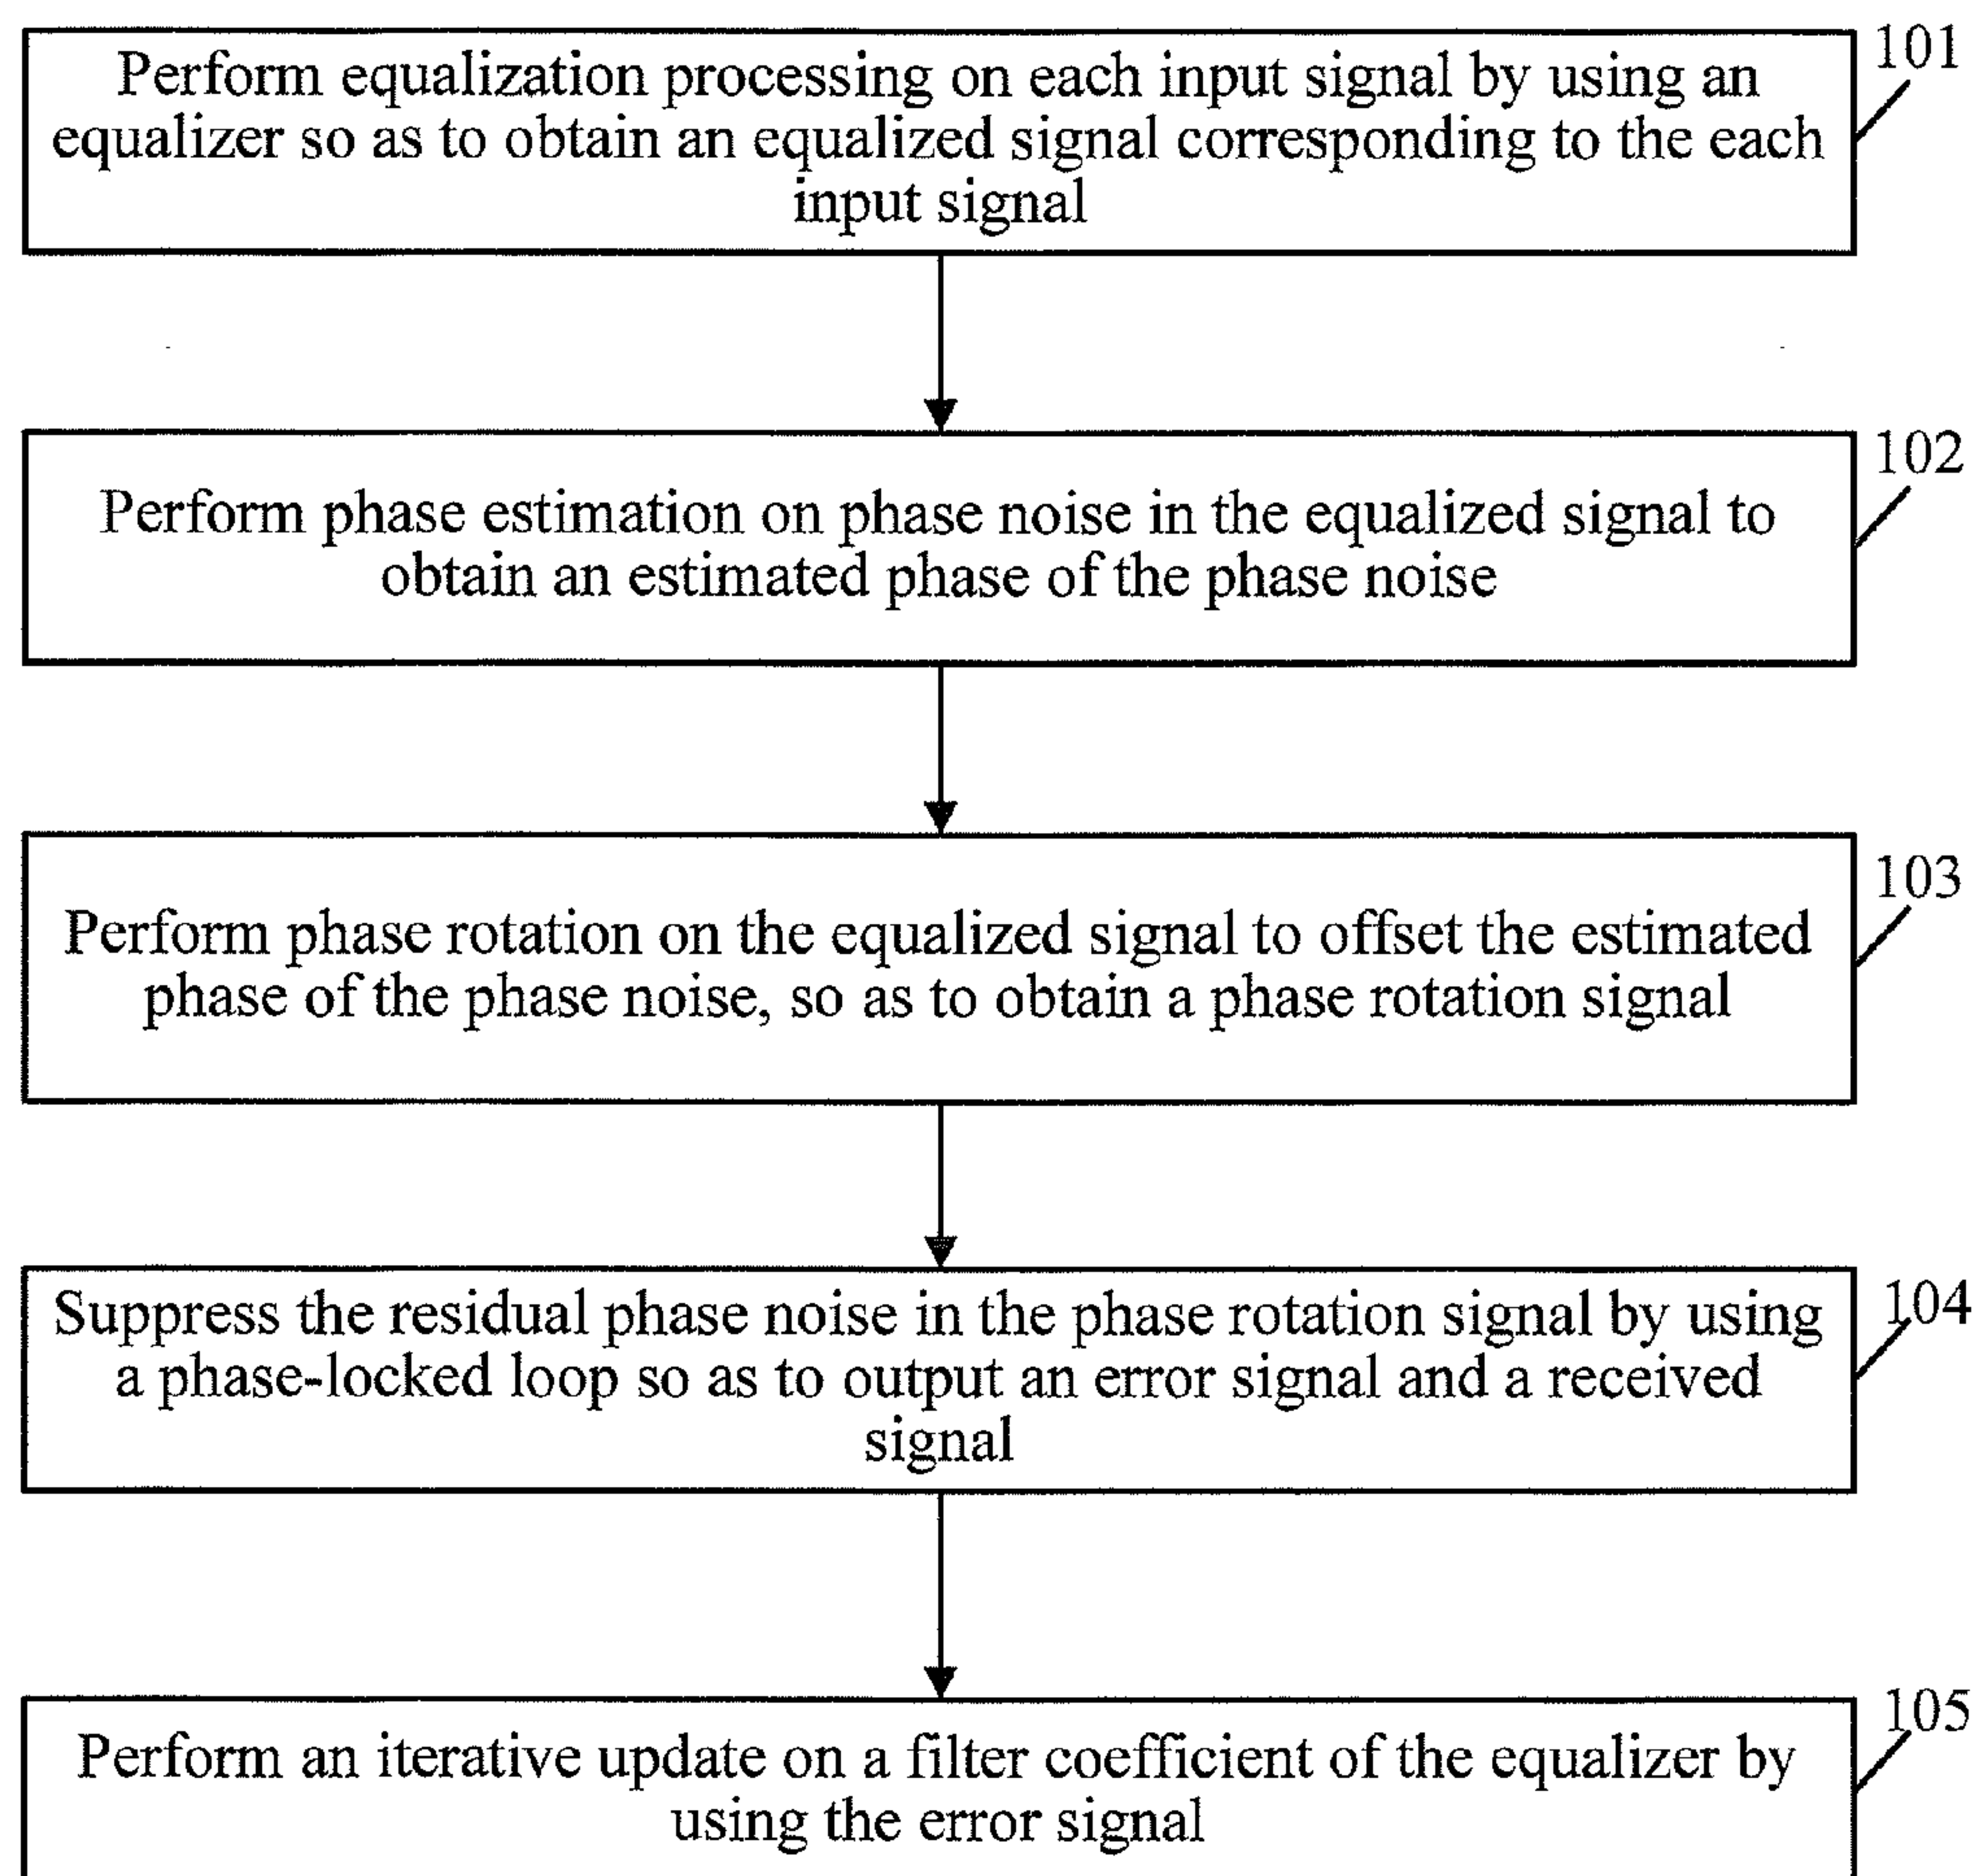 101
Perform equalization processing on each input signal by using an
equalizer so as to obtain an equalized signal corresponding to the each
input signal
102
Perform phase estimation on phase noise in the equalized signal to
obtain an estimated phase of the phase noise
103
Perform phase rotation on the equalized signal to offset the estimated
phase of the phase noise, so as to obtain a phase rotation signal
104
Suppress the residual phase noise in the phase rotation signal by using
a phase-locked loop so as to output an error signal and a received
signal
105
Perform an iterative update on a filter coefficient of the equalizer by
using the error signal